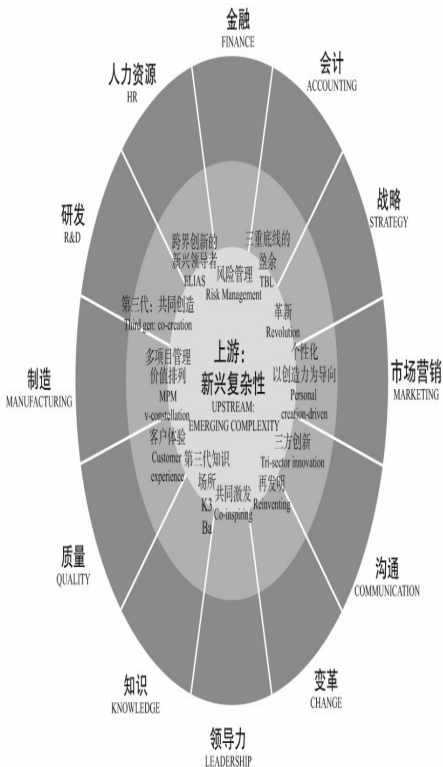 金融
FINANCE
会计
ACCOUNTING
战略
STRATEGY
市场营销
MARKETING
沟通
COMMUNICATION
变革
CHANGE
领导力
LEADERSHIP
知识
KNOWLEDGE
质量
QUALITY
制造
MANUFACTURING
研发
R&D
人力资源
HR
跨界创新的
新兴领导者
ELIAS
风险管理
Risk Management
三重底线的
盈余
TBL
革新
Revolution
个性化
以创造力为导向
Personal
creation-driven
三方创新
Tri-sector innovation
再发明
Reinventing
共同激发
Co-inspiring
第三代知识
场所
K3
Ba
客户体验
Customer
experience
多项目管理
价值排列
MPM
v-constellation
第三代：共同创造
Third gen: co-creation
上游：
新兴复杂性
UPSTREAM:
EMERGING COMPLEXITY